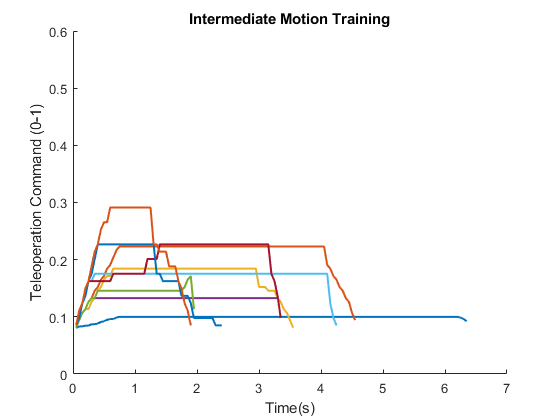 Intermediate Motion Training
Teleoperation Command (0-1)
0.6
0.5
0.4
0.3
0.2
0.1
0
0 1 2 3 4 5 6 7
Time(s)